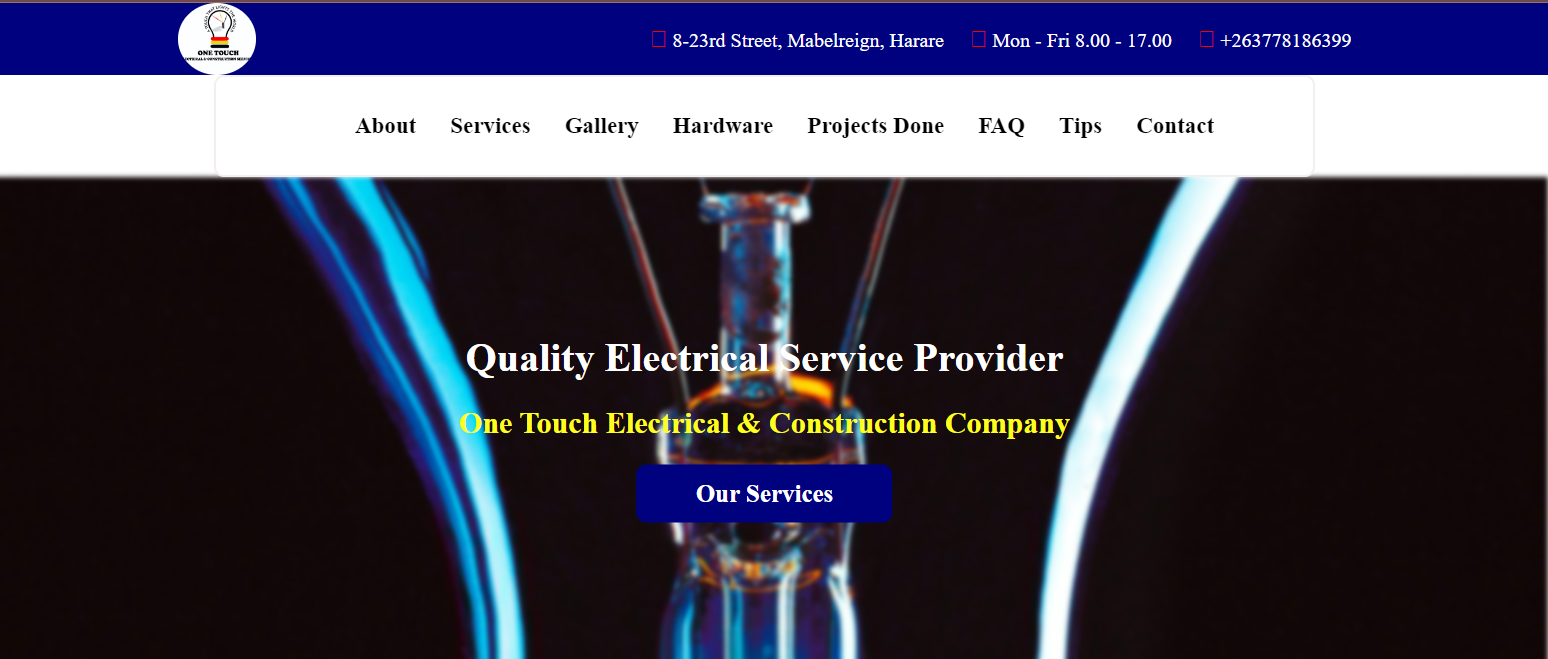 ONE TOUCH
8-23rd Street, Mabelreign, Harare
Mon - Fri 8.00 - 17.00
+263778186399
About
Services
Gallery
Hardware
Projects Done
FAQ
Tips
Contact
Quality Electrical Service Provider
One Touch Electrical & Construction Company
Our Services